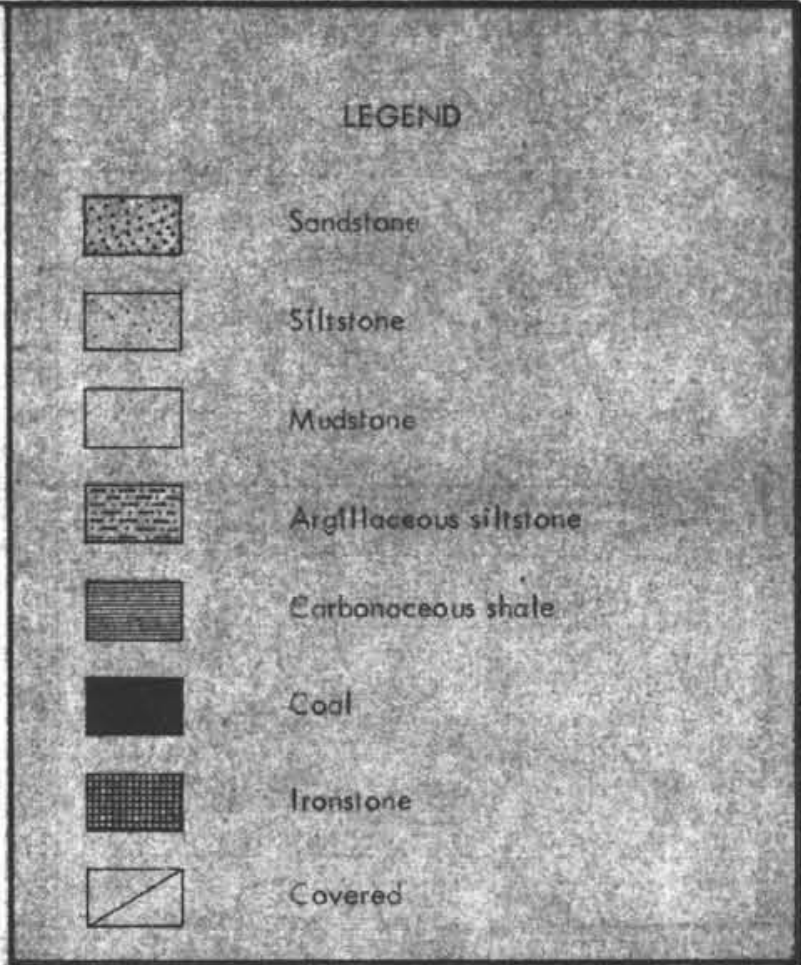 LEGEND
Sandstone
Siltstone
Mudstone
Argillaceous siltstone
Carbonaceous shale
Coal
Ironstone
Covered